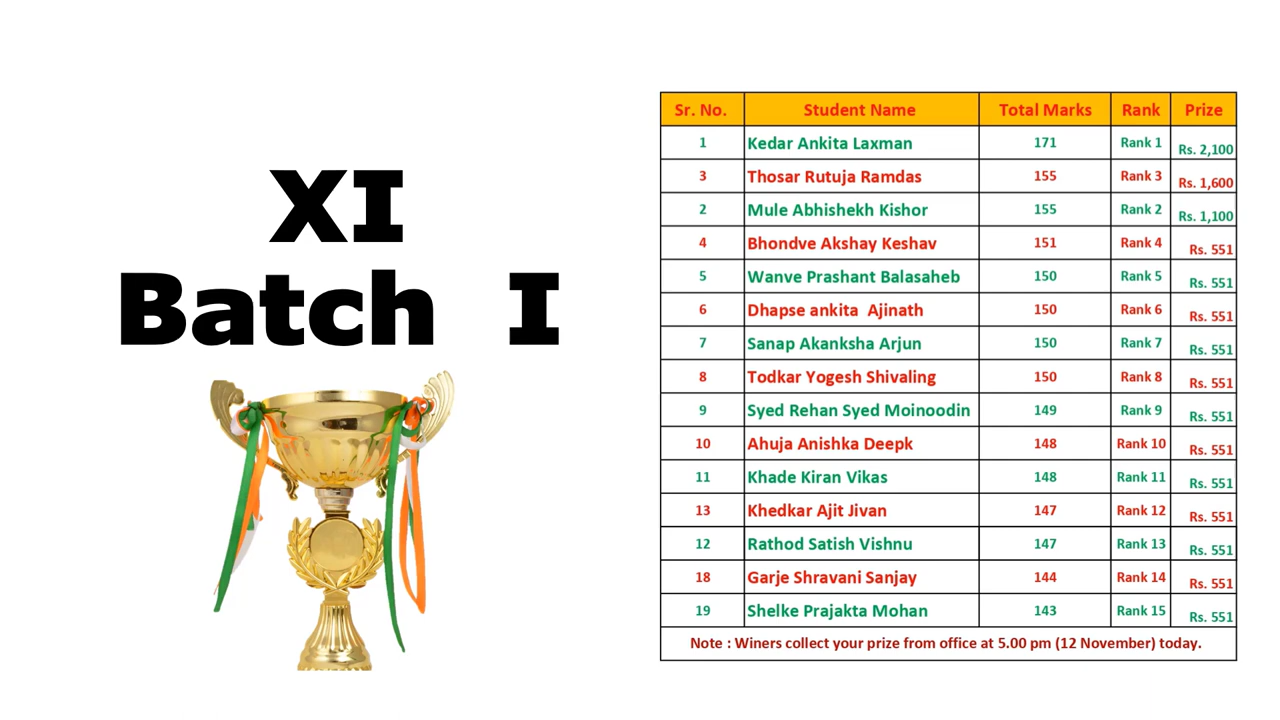 XI
Batch I
Sr. No. Student Name Total Marks Rank Prize
1 Kedar Ankita Laxman 171 Rank 1 Rs. 2,100
3 Thosar Rutuja Ramdas 155 Rank 3 Rs. 1,600
2 Mule Abhishekh Kishor 155 Rank 2 Rs. 1,100
4 Bhondve Akshay Keshav 151 Rank 4 Rs. 551
5 Wanve Prashant Balasaheb 150 Rank 5 Rs. 551
6 Dhapse ankita Ajinath 150 Rank 6 Rs. 551
7 Sanap Akanksha Arjun 150 Rank 7 Rs. 551
8 Todkar Yogesh Shivaling 150 Rank 8 Rs. 551
9 Syed Rehan Syed Moinoodin 149 Rank 9 Rs. 551
10 Ahuja Anishka Deepk 148 Rank 10 Rs. 551
11 Khade Kiran Vikas 148 Rank 11 Rs. 551
13 Khedkar Ajit Jivan 147 Rank 12 Rs. 551
12 Rathod Satish Vishnu 147 Rank 13 Rs. 551
18 Garje Shravani Sanjay 144 Rank 14 Rs. 551
19 Shelke Prajakta Mohan 143 Rank 15 Rs. 551
Note : Winers collect your prize from office at 5.00 pm (12 November) today.